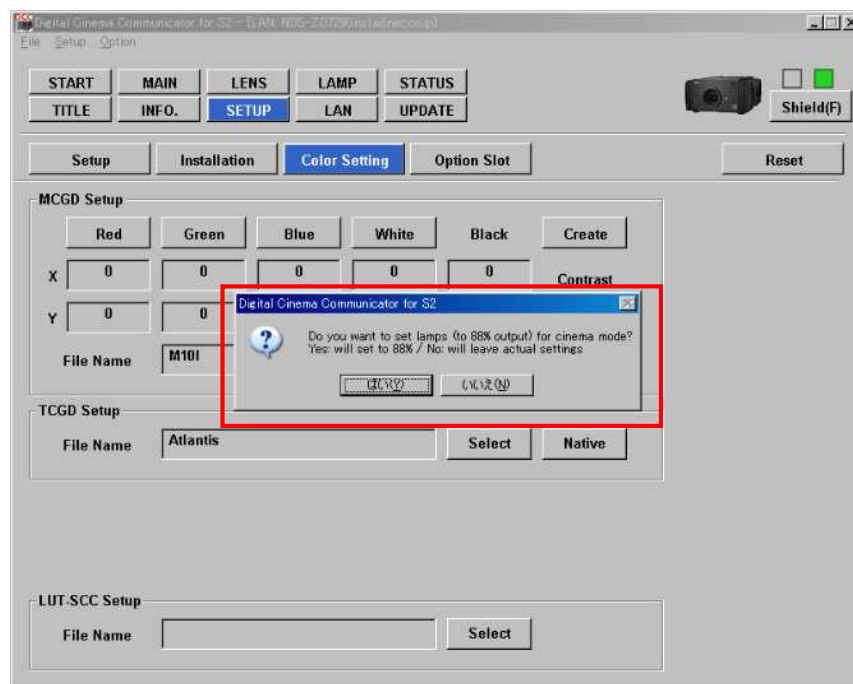 Digital Cinema Communicator for S2 - [LAN:
File Setup Option
START MAIN LENS LAMP STATUS
TITLE INFO. SETUP LAN UPDATE
Shield(F)
Setup Installation Color Setting Option Slot Reset
MCGD Setup
Red Green Blue White Black Create
X 0 0 0 0 0 Contrast
Y 0 0
File Name M10I
Digital Cinema Communicator for S2
Do you want to set lamps (to 88% output) for cinema mode?
Yes: will set to 88% / No: will leave actual settings
はい(Y) いいえ(N)
TCGD Setup
File Name Atlantis Select Native
LUT-SCC Setup
File Name Select